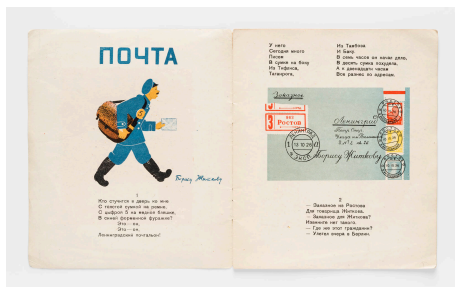 ПОЧТА
Борису Житкову
1
Кто стучится в дверь ко мне
С толстой сумкой на ремне,
С цифрой 5 на медной бляшке,
В синей форменной фуражке?
Это — он,
Это — он,
Ленинградский почтальон!
У него
Сегодня много
Писем
В сумке на боку
Из Тифлиса,
Таганрога,
Из Тамбова
И Баку
В семь часов он начал дело,
В десять сумка похудела,
А к двенадцати часам
Все разнес по адресам.
Заказное
З
Ростов
Ленинград
Борису Житкову
2
— Заказное из Ростова
Для товарища Житкова.
— Заказное для Житкова?
Извините нет такого.
— Где же этот гражданин?
— Улетел вчера в Берлин.